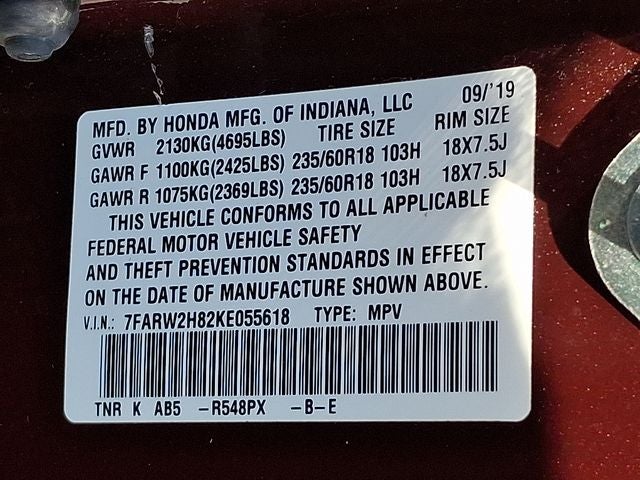 MFD. BY HONDA MFG. OF INDIANA, LLC 09/'19
GVWR 2130KG(4695LBS) TIRE SIZE RIM SIZE
GAWR F 1100KG(2425LBS) 235/60R18 103H 18X7.5J
GAWR R 1075KG(2369LBS) 235/60R18 103H 18X7.5J
THIS VEHICLE CONFORMS TO ALL APPLICABLE
FEDERAL MOTOR VEHICLE SAFETY
AND THEFT PREVENTION STANDARDS IN EFFECT
ON THE DATE OF MANUFACTURE SHOWN ABOVE.
V.I.N.: 7FARW2H82KE055618 TYPE: MPV
TNR K AB5 -R548PX -B-E